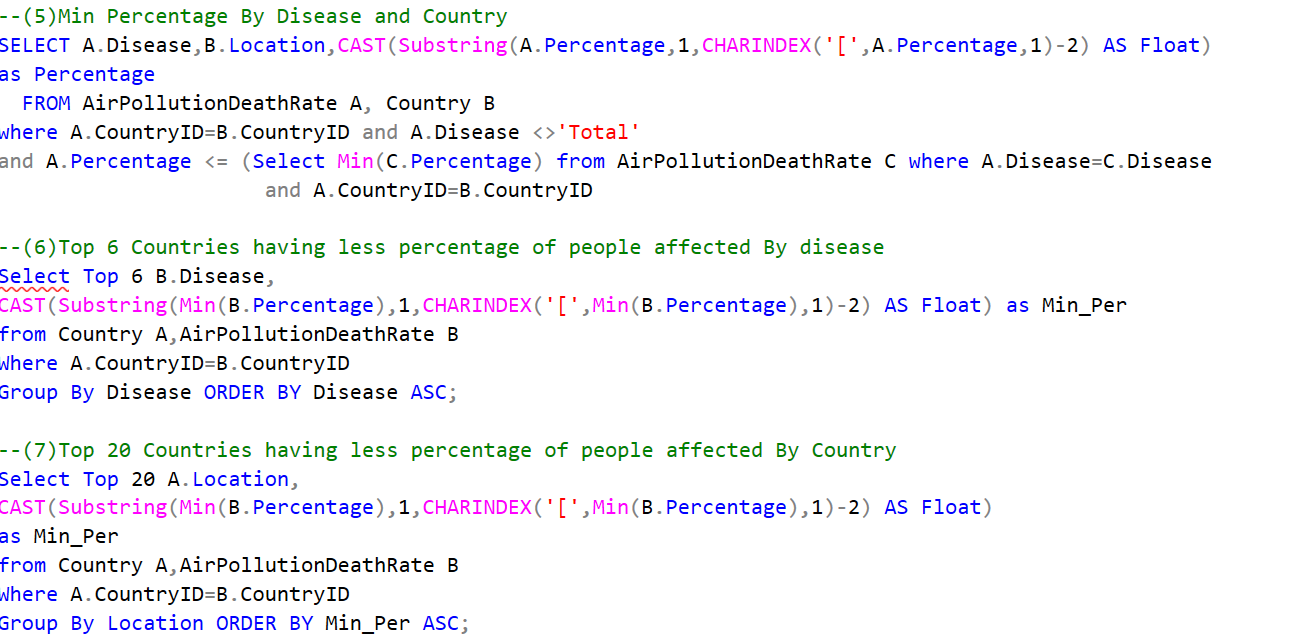 --(5)Min Percentage By Disease and Country
SELECT A.Disease,B.Location,CAST(Substring(A.Percentage,1,CHARINDEX('[',A.Percentage,1)-2) AS Float)
as Percentage
FROM AirPollutionDeathRate A, Country B
where A.CountryID=B.CountryID and A.Disease <>'Total'
and A.Percentage <= (Select Min(C.Percentage) from AirPollutionDeathRate C where A.Disease=C.Disease
and A.CountryID=B.CountryID
--(6)Top 6 Countries having less percentage of people affected By disease
Select Top 6 B.Disease,
CAST(Substring(Min(B.Percentage),1,CHARINDEX('[',Min(B.Percentage),1)-2) AS Float) as Min_Per
from Country A,AirPollutionDeathRate B
Where A.CountryID=B.CountryID
Group By Disease ORDER BY Disease ASC;
--(7)Top 20 Countries having less percentage of people affected By Country
Select Top 20 A.Location,
CAST(Substring(Min(B.Percentage),1,CHARINDEX('[',Min(B.Percentage),1)-2) AS Float)
as Min_Per
from Country A,AirPollutionDeathRate B
Where A.CountryID=B.CountryID
Group By Location ORDER BY Min_Per ASC;